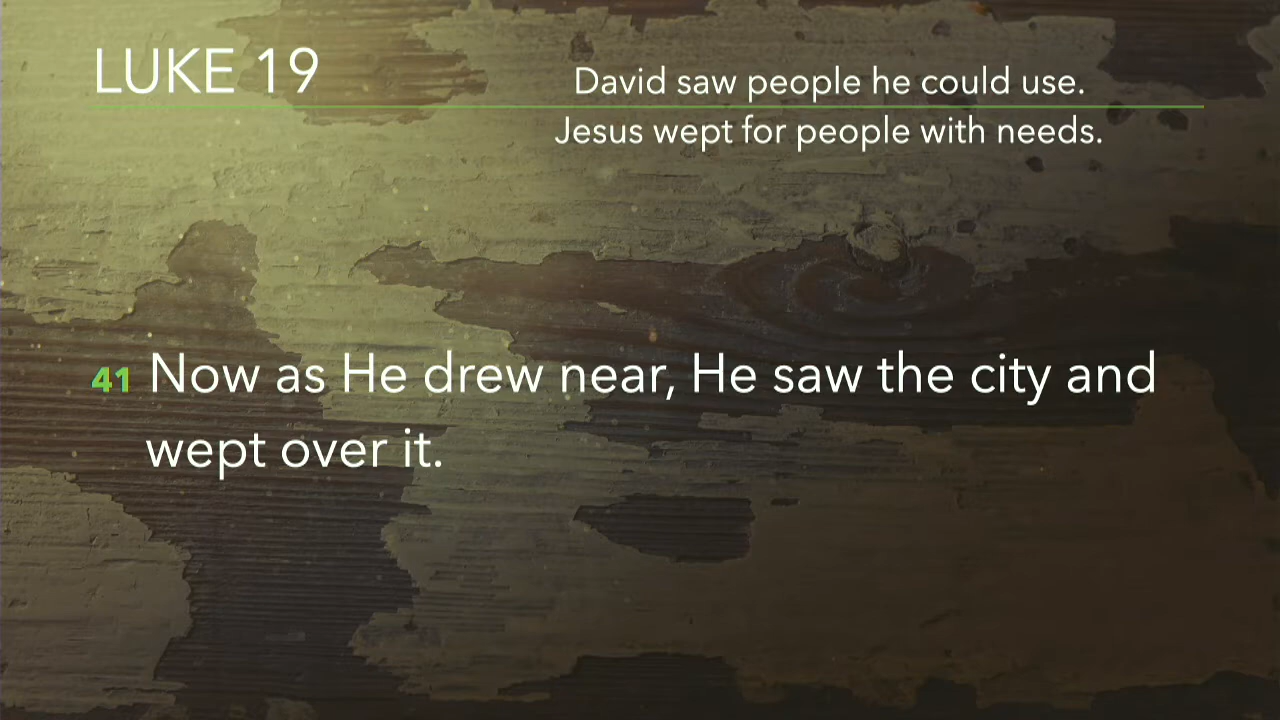 LUKE 19
David saw people he could use.
Jesus wept for people with needs.
41 Now as He drew near, He saw the city and
wept over it.